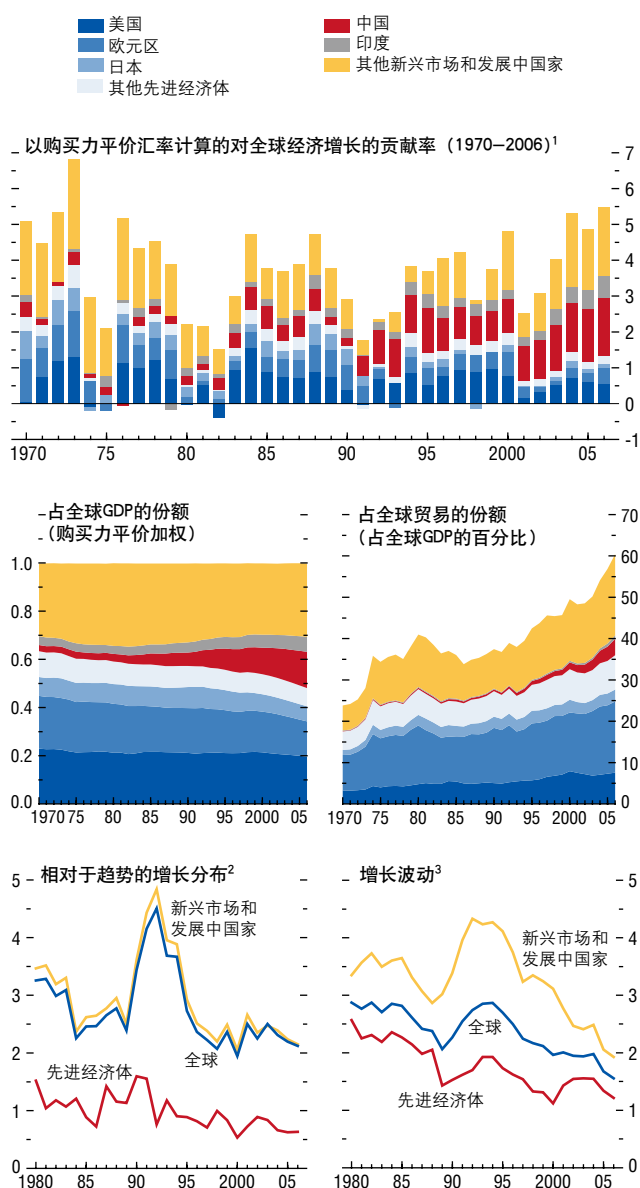 美国
欧元区
日本
其他先进经济体
中国
印度
其他新兴市场和发展中国家
以购买力平价汇率计算的对全球经济增长的贡献率（1970—2006）¹
7
6
5
4
3
2
1
0
-1
1970 75 80 85 90 95 2000 05
占全球GDP的份额
（购买力平价加权）
1.0
0.8
0.6
0.4
0.2
0.0
1970 75 80 85 90 95 2000 05
占全球贸易的份额
（占全球GDP的百分比）
70
60
50
40
30
20
10
0
1970 75 80 85 90 95 2000 05
相对于趋势的增长分布²
5
4
3
2
1
0
新兴市场和
发展中国家
全球
先进经济体
1980 85 90 95 2000 05
增长波动³
5
4
3
2
1
0
新兴市场和
发展中国家
全球
先进经济体
1980 85 90 95 2000 05